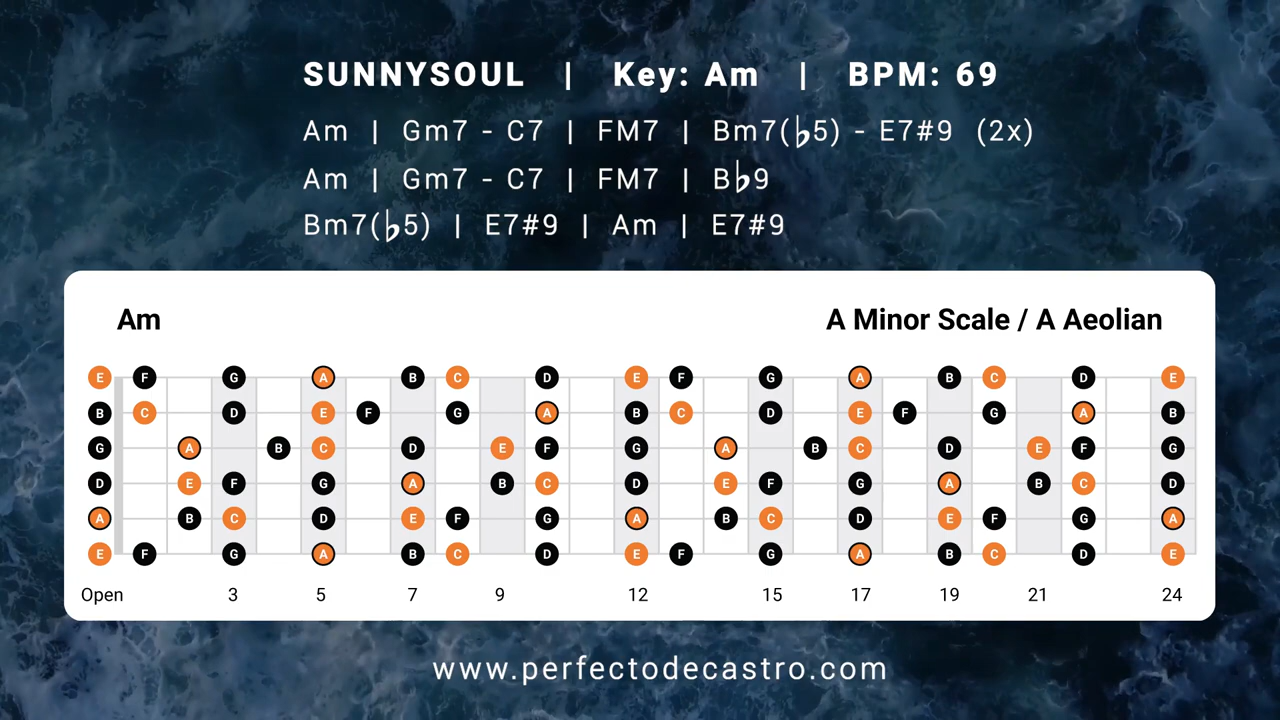 SUNNYSOUL | Key: Am | BPM: 69
Am | Gm7 - C7 | FM7 | Bm7(♭5) - E7#9 (2x)
Am | Gm7 - C7 | FM7 | B♭9
Bm7(♭5) | E7#9 | Am | E7#9
Am A Minor Scale / A Aeolian
E F G A B C D E F G A B C D E
B C D E F G A B C D E F G A B
G A B C D E F G A B C D E F G
D E F G A B C D E F G A B C D
A B C D E F G A B C D E F G A
E F G A B C D E F G A B C D E
Open 3 5 7 9 12 15 17 19 21 24
www.perfectodecastro.com